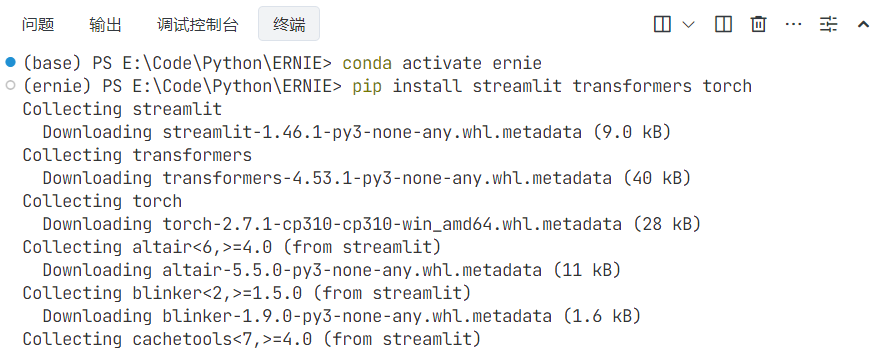 问题 输出 调试控制台 终端
(base) PS E:\Code\Python\ERNIE> conda activate ernie
(ernie) PS E:\Code\Python\ERNIE> pip install streamlit transformers torch
Collecting streamlit
  Downloading streamlit-1.46.1-py3-none-any.whl.metadata (9.0 kB)
Collecting transformers
  Downloading transformers-4.53.1-py3-none-any.whl.metadata (40 kB)
Collecting torch
  Downloading torch-2.7.1-cp310-cp310-win_amd64.whl.metadata (28 kB)
Collecting altair<6,>=4.0 (from streamlit)
  Downloading altair-5.5.0-py3-none-any.whl.metadata (11 kB)
Collecting blinker<2,>=1.5.0 (from streamlit)
  Downloading blinker-1.9.0-py3-none-any.whl.metadata (1.6 kB)
Collecting cachetools<7,>=4.0 (from streamlit)